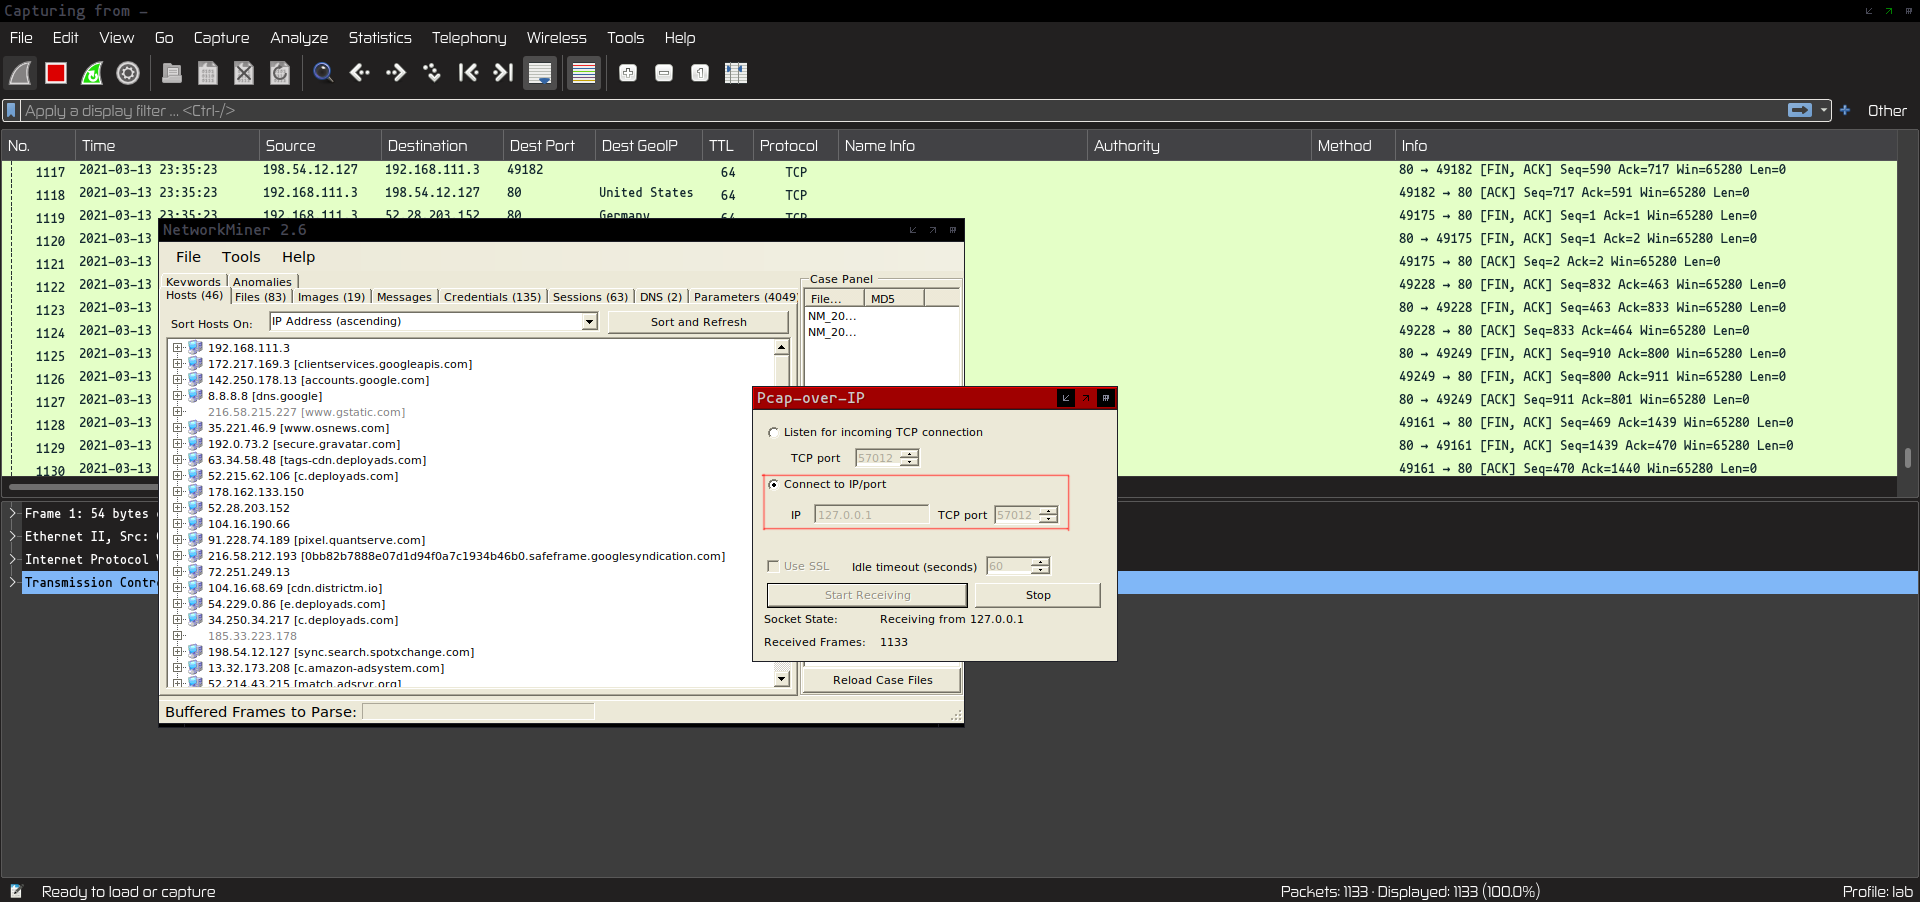 Capturing from –
File Edit View Go Capture Analyze Statistics Telephony Wireless Tools Help
Apply a display filter ... <Ctrl-/>
Other
No. Time Source Destination Dest Port Dest GeoIP TTL Protocol Name Info Authority Method Info
1117 2021-03-13 23:35:23 198.54.12.127 192.168.111.3 49182 64 TCP 80 → 49182 [FIN, ACK] Seq=590 Ack=717 Win=65280 Len=0
1118 2021-03-13 23:35:23 192.168.111.3 198.54.12.127 80 United States 64 TCP 49182 → 80 [ACK] Seq=717 Ack=591 Win=65280 Len=0
1119 2021-03-13 23:35:23 192.168.111.3 52.28.203.152 80 Germany 64 TCP 49175 → 80 [FIN, ACK] Seq=1 Ack=1 Win=65280 Len=0
1120 2021-03-13 80 → 49175 [FIN, ACK] Seq=1 Ack=2 Win=65280 Len=0
1121 2021-03-13 49175 → 80 [ACK] Seq=2 Ack=2 Win=65280 Len=0
1122 2021-03-13 49228 → 80 [FIN, ACK] Seq=832 Ack=463 Win=65280 Len=0
1123 2021-03-13 80 → 49228 [FIN, ACK] Seq=463 Ack=833 Win=65280 Len=0
1124 2021-03-13 49228 → 80 [ACK] Seq=833 Ack=464 Win=65280 Len=0
1125 2021-03-13 80 → 49249 [FIN, ACK] Seq=910 Ack=800 Win=65280 Len=0
1126 2021-03-13 49249 → 80 [FIN, ACK] Seq=800 Ack=911 Win=65280 Len=0
1127 2021-03-13 80 → 49249 [ACK] Seq=911 Ack=801 Win=65280 Len=0
1128 2021-03-13 49161 → 80 [FIN, ACK] Seq=469 Ack=1439 Win=65280 Len=0
1129 2021-03-13 80 → 49161 [FIN, ACK] Seq=1439 Ack=470 Win=65280 Len=0
1130 2021-03-13 49161 → 80 [ACK] Seq=470 Ack=1440 Win=65280 Len=0
Frame 1: 54 bytes
Ethernet II, Src:
Internet Protocol
Transmission Contr
NetworkMiner 2.6
File Tools Help
Keywords Anomalies
Hosts (46) Files (83) Images (19) Messages Credentials (135) Sessions (63) DNS (2) Parameters (4049
Sort Hosts On: IP Address (ascending) Sort and Refresh
192.168.111.3
172.217.169.3 [clientservices.googleapis.com]
142.250.178.13 [accounts.google.com]
8.8.8.8 [dns.google]
216.58.215.227 [www.gstatic.com]
35.221.46.9 [www.osnews.com]
192.0.73.2 [secure.gravatar.com]
63.34.58.48 [tags-cdn.deployads.com]
52.215.62.106 [c.deployads.com]
178.162.133.150
52.28.203.152
104.16.190.66
91.228.74.189 [pixel.quantserve.com]
216.58.212.193 [0bb82b7888e07d1d94f0a7c1934b46b0.safeframe.googlesyndication.com]
72.251.249.13
104.16.68.69 [cdn.districtm.io]
54.229.0.86 [e.deployads.com]
34.250.34.217 [c.deployads.com]
185.33.223.178
198.54.12.127 [sync.search.spotxchange.com]
13.32.173.208 [c.amazon-adsystem.com]
52.214.43.215 [match.adsrvr.org]
Buffered Frames to Parse:
Case Panel
File... MD5
NM_20...
NM_20...
Reload Case Files
Pcap-over-IP
Listen for incoming TCP connection
TCP port 57012
Connect to IP/port
IP 127.0.0.1 TCP port 57012
Use SSL Idle timeout (seconds) 60
Start Receiving Stop
Socket State: Receiving from 127.0.0.1
Received Frames: 1133
Ready to load or capture
Packets: 1133 · Displayed: 1133 (100.0%)
Profile: lab